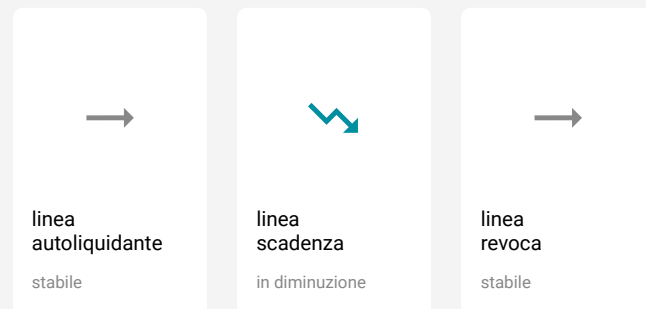 linea
autoliquidante
stabile
linea
scadenza
in diminuzione
linea
revoca
stabile